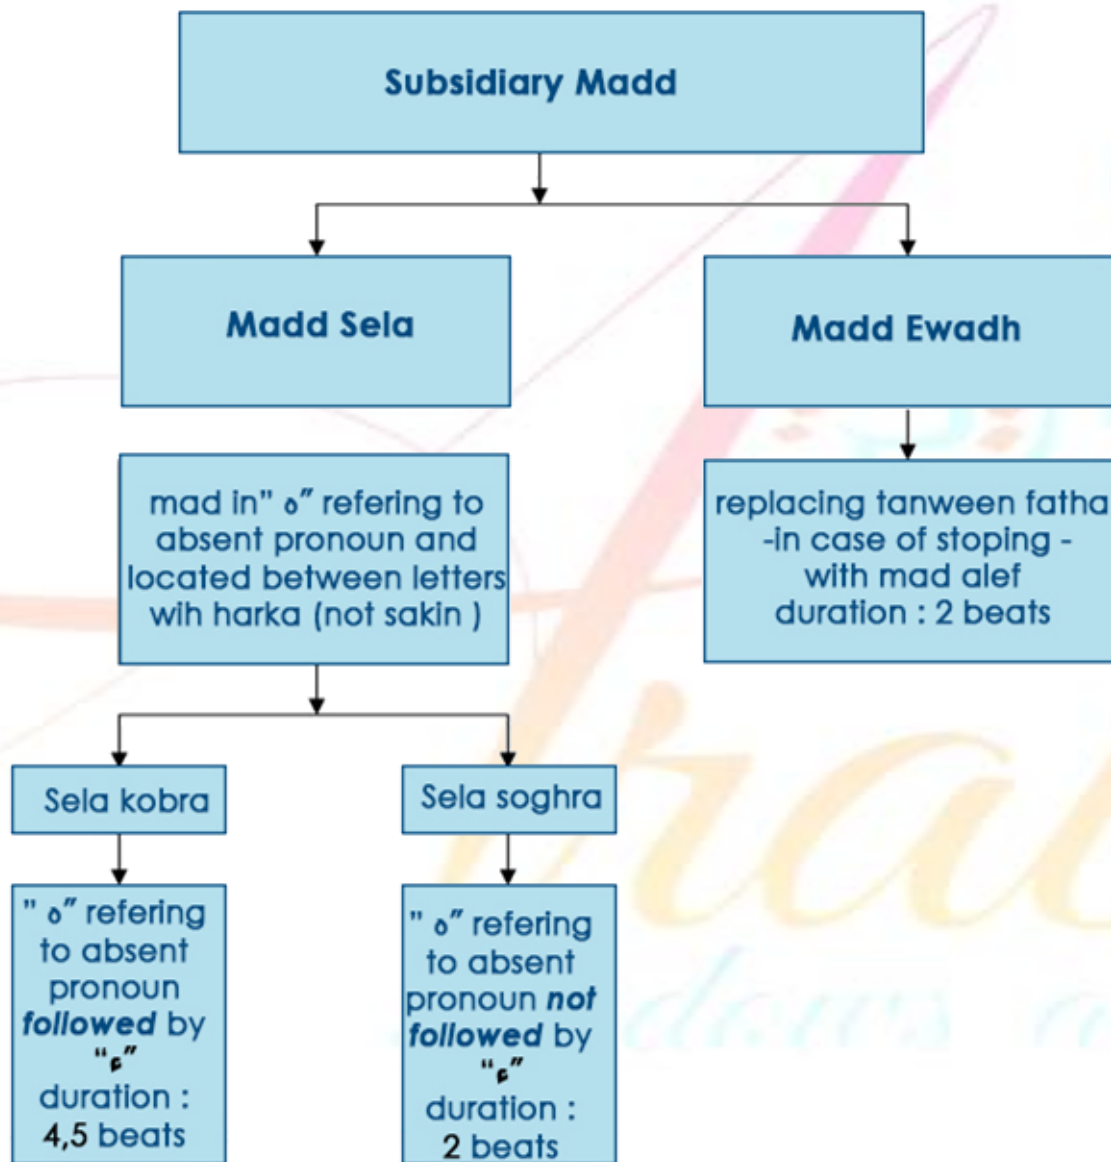 Subsidiary Madd
Madd Sela
Madd Ewadh
mad in" ه" refering to
absent pronoun and
located between letters
wih harka (not sakin )
replacing tanween fatha
-in case of stoping -
with mad alef
duration : 2 beats
Sela kobra
Sela soghra
" ه" refering
to absent
pronoun
followed by
"ء"
duration :
4,5 beats
" ه" refering
to absent
pronoun not
followed by
"ء"
duration :
2 beats